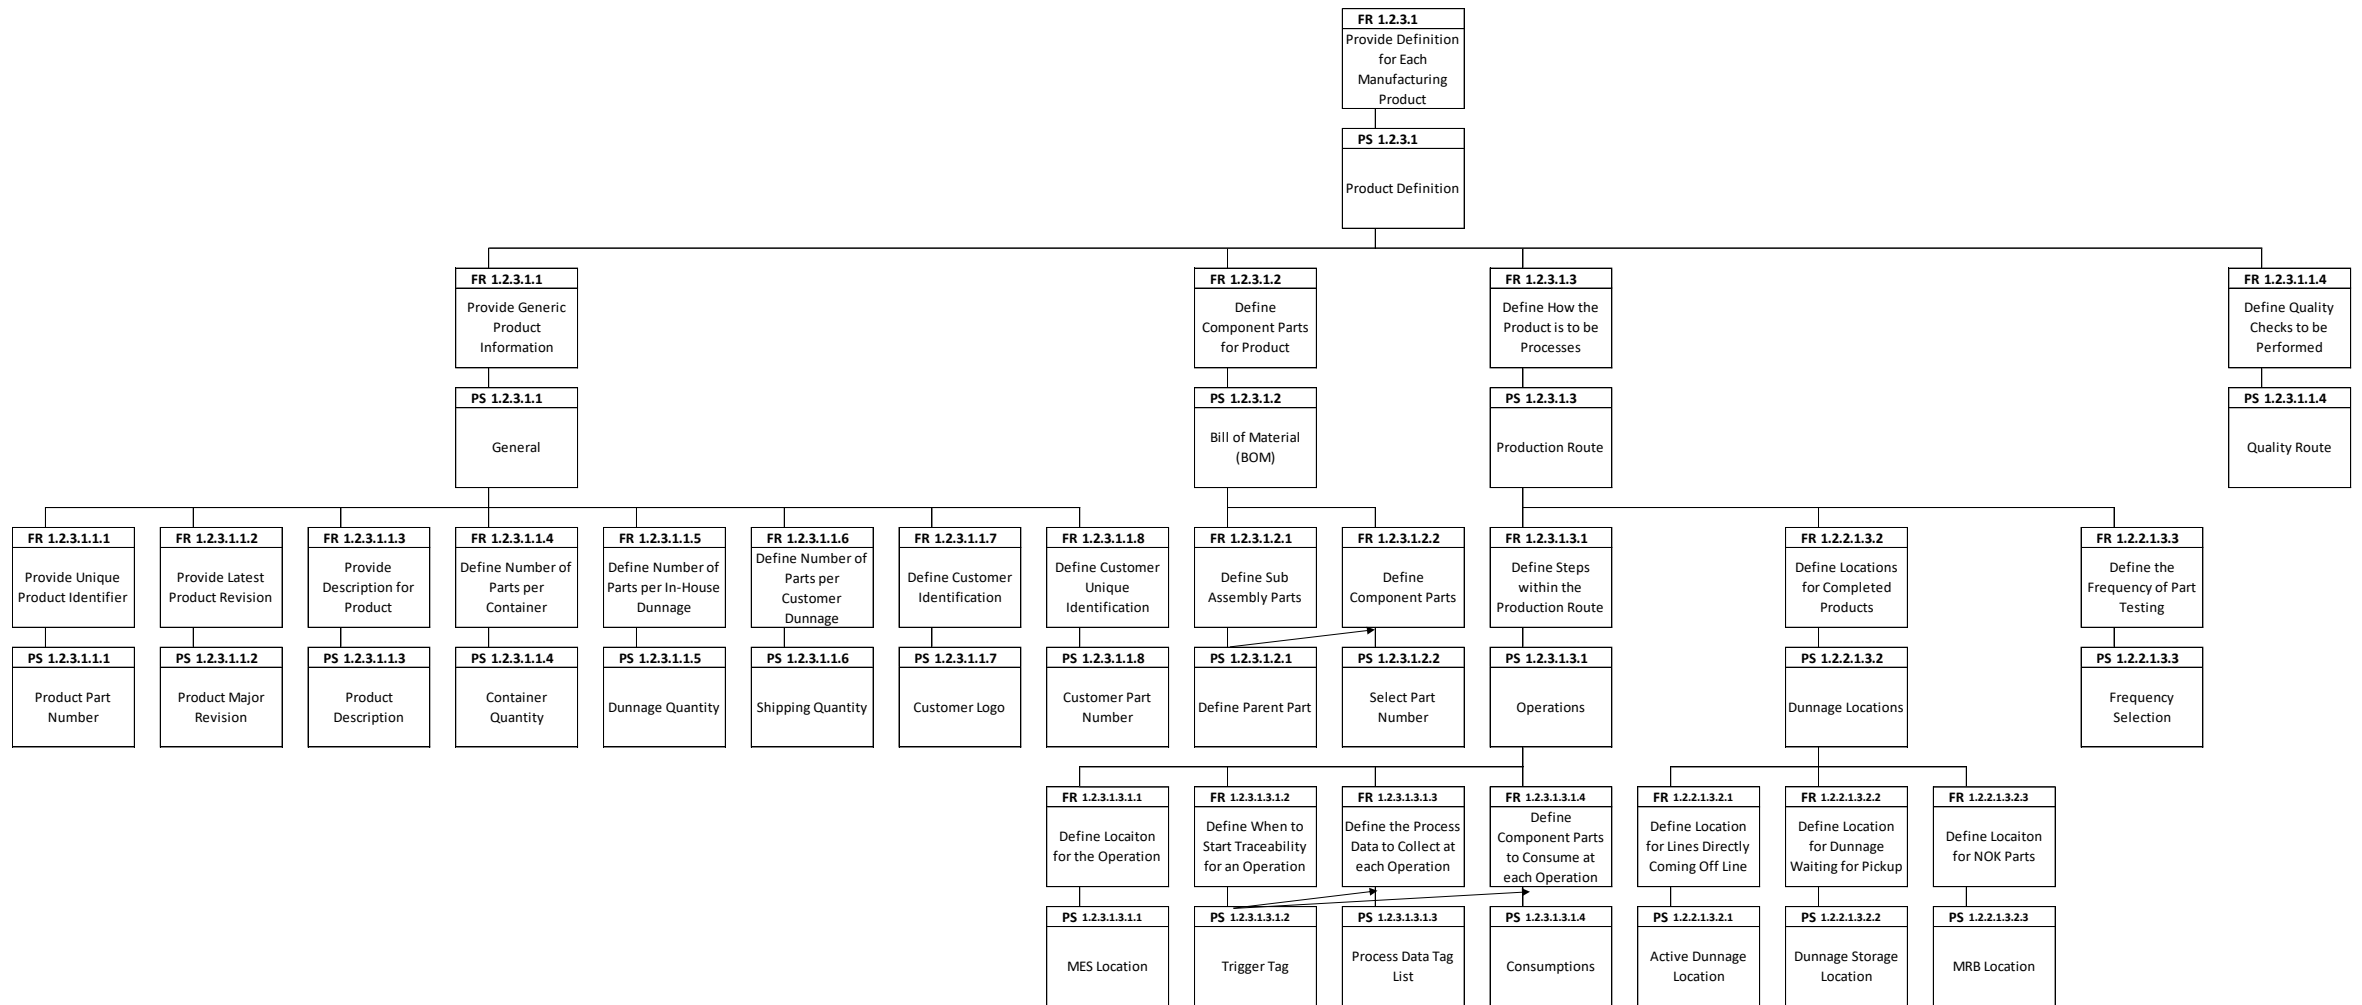 FR 1.2.3.1
Provide Definition
for Each
Manufacturing
Product
PS 1.2.3.1
Product Definition
FR 1.2.3.1.1
Provide Generic
Product
Information
PS 1.2.3.1.1
General
FR 1.2.3.1.2
Define
Component Parts
for Product
PS 1.2.3.1.2
Bill of Material
(BOM)
FR 1.2.3.1.3
Define How the
Product is to be
Processes
PS 1.2.3.1.3
Production Route
FR 1.2.3.1.1.4
Define Quality
Checks to be
Performed
PS 1.2.3.1.1.4
Quality Route
FR 1.2.3.1.1.1
Provide Unique
Product Identifier
PS 1.2.3.1.1.1
Product Part
Number
FR 1.2.3.1.1.2
Provide Latest
Product Revision
PS 1.2.3.1.1.2
Product Major
Revision
FR 1.2.3.1.1.3
Provide
Description for
Product
PS 1.2.3.1.1.3
Product
Description
FR 1.2.3.1.1.4
Define Number of
Parts per
Container
PS 1.2.3.1.1.4
Container
Quantity
FR 1.2.3.1.1.5
Define Number of
Parts per In-House
Dunnage
PS 1.2.3.1.1.5
Dunnage Quantity
FR 1.2.3.1.1.6
Define Number of
Parts per
Customer
Dunnage
PS 1.2.3.1.1.6
Shipping Quantity
FR 1.2.3.1.1.7
Define Customer
Identification
PS 1.2.3.1.1.7
Customer Logo
FR 1.2.3.1.1.8
Define Customer
Unique
Identification
PS 1.2.3.1.1.8
Customer Part
Number
FR 1.2.3.1.2.1
Define Sub
Assembly Parts
PS 1.2.3.1.2.1
Define Parent Part
FR 1.2.3.1.2.2
Define
Component Parts
PS 1.2.3.1.2.2
Select Part
Number
FR 1.2.3.1.3.1
Define Steps
within the
Production Route
PS 1.2.3.1.3.1
Operations
FR 1.2.2.1.3.2
Define Locations
for Completed
Products
PS 1.2.2.1.3.2
Dunnage Locations
FR 1.2.2.1.3.3
Define the
Frequency of Part
Testing
PS 1.2.2.1.3.3
Frequency
Selection
FR 1.2.3.1.3.1.1
Define Locaiton
for the Operation
PS 1.2.3.1.3.1.1
MES Location
FR 1.2.3.1.3.1.2
Define When to
Start Traceability
for an Operation
PS 1.2.3.1.3.1.2
Trigger Tag
FR 1.2.3.1.3.1.3
Define the Process
Data to Collect at
each Operation
PS 1.2.3.1.3.1.3
Process Data Tag
List
FR 1.2.3.1.3.1.4
Define
Component Parts
to Consume at
each Operation
PS 1.2.3.1.3.1.4
Consumptions
FR 1.2.2.1.3.2.1
Define Location
for Lines Directly
Coming Off Line
PS 1.2.2.1.3.2.1
Active Dunnage
Location
FR 1.2.2.1.3.2.2
Define Location
for Dunnage
Waiting for Pickup
PS 1.2.2.1.3.2.2
Dunnage Storage
Location
FR 1.2.2.1.3.2.3
Define Locaiton
for NOK Parts
PS 1.2.2.1.3.2.3
MRB Location